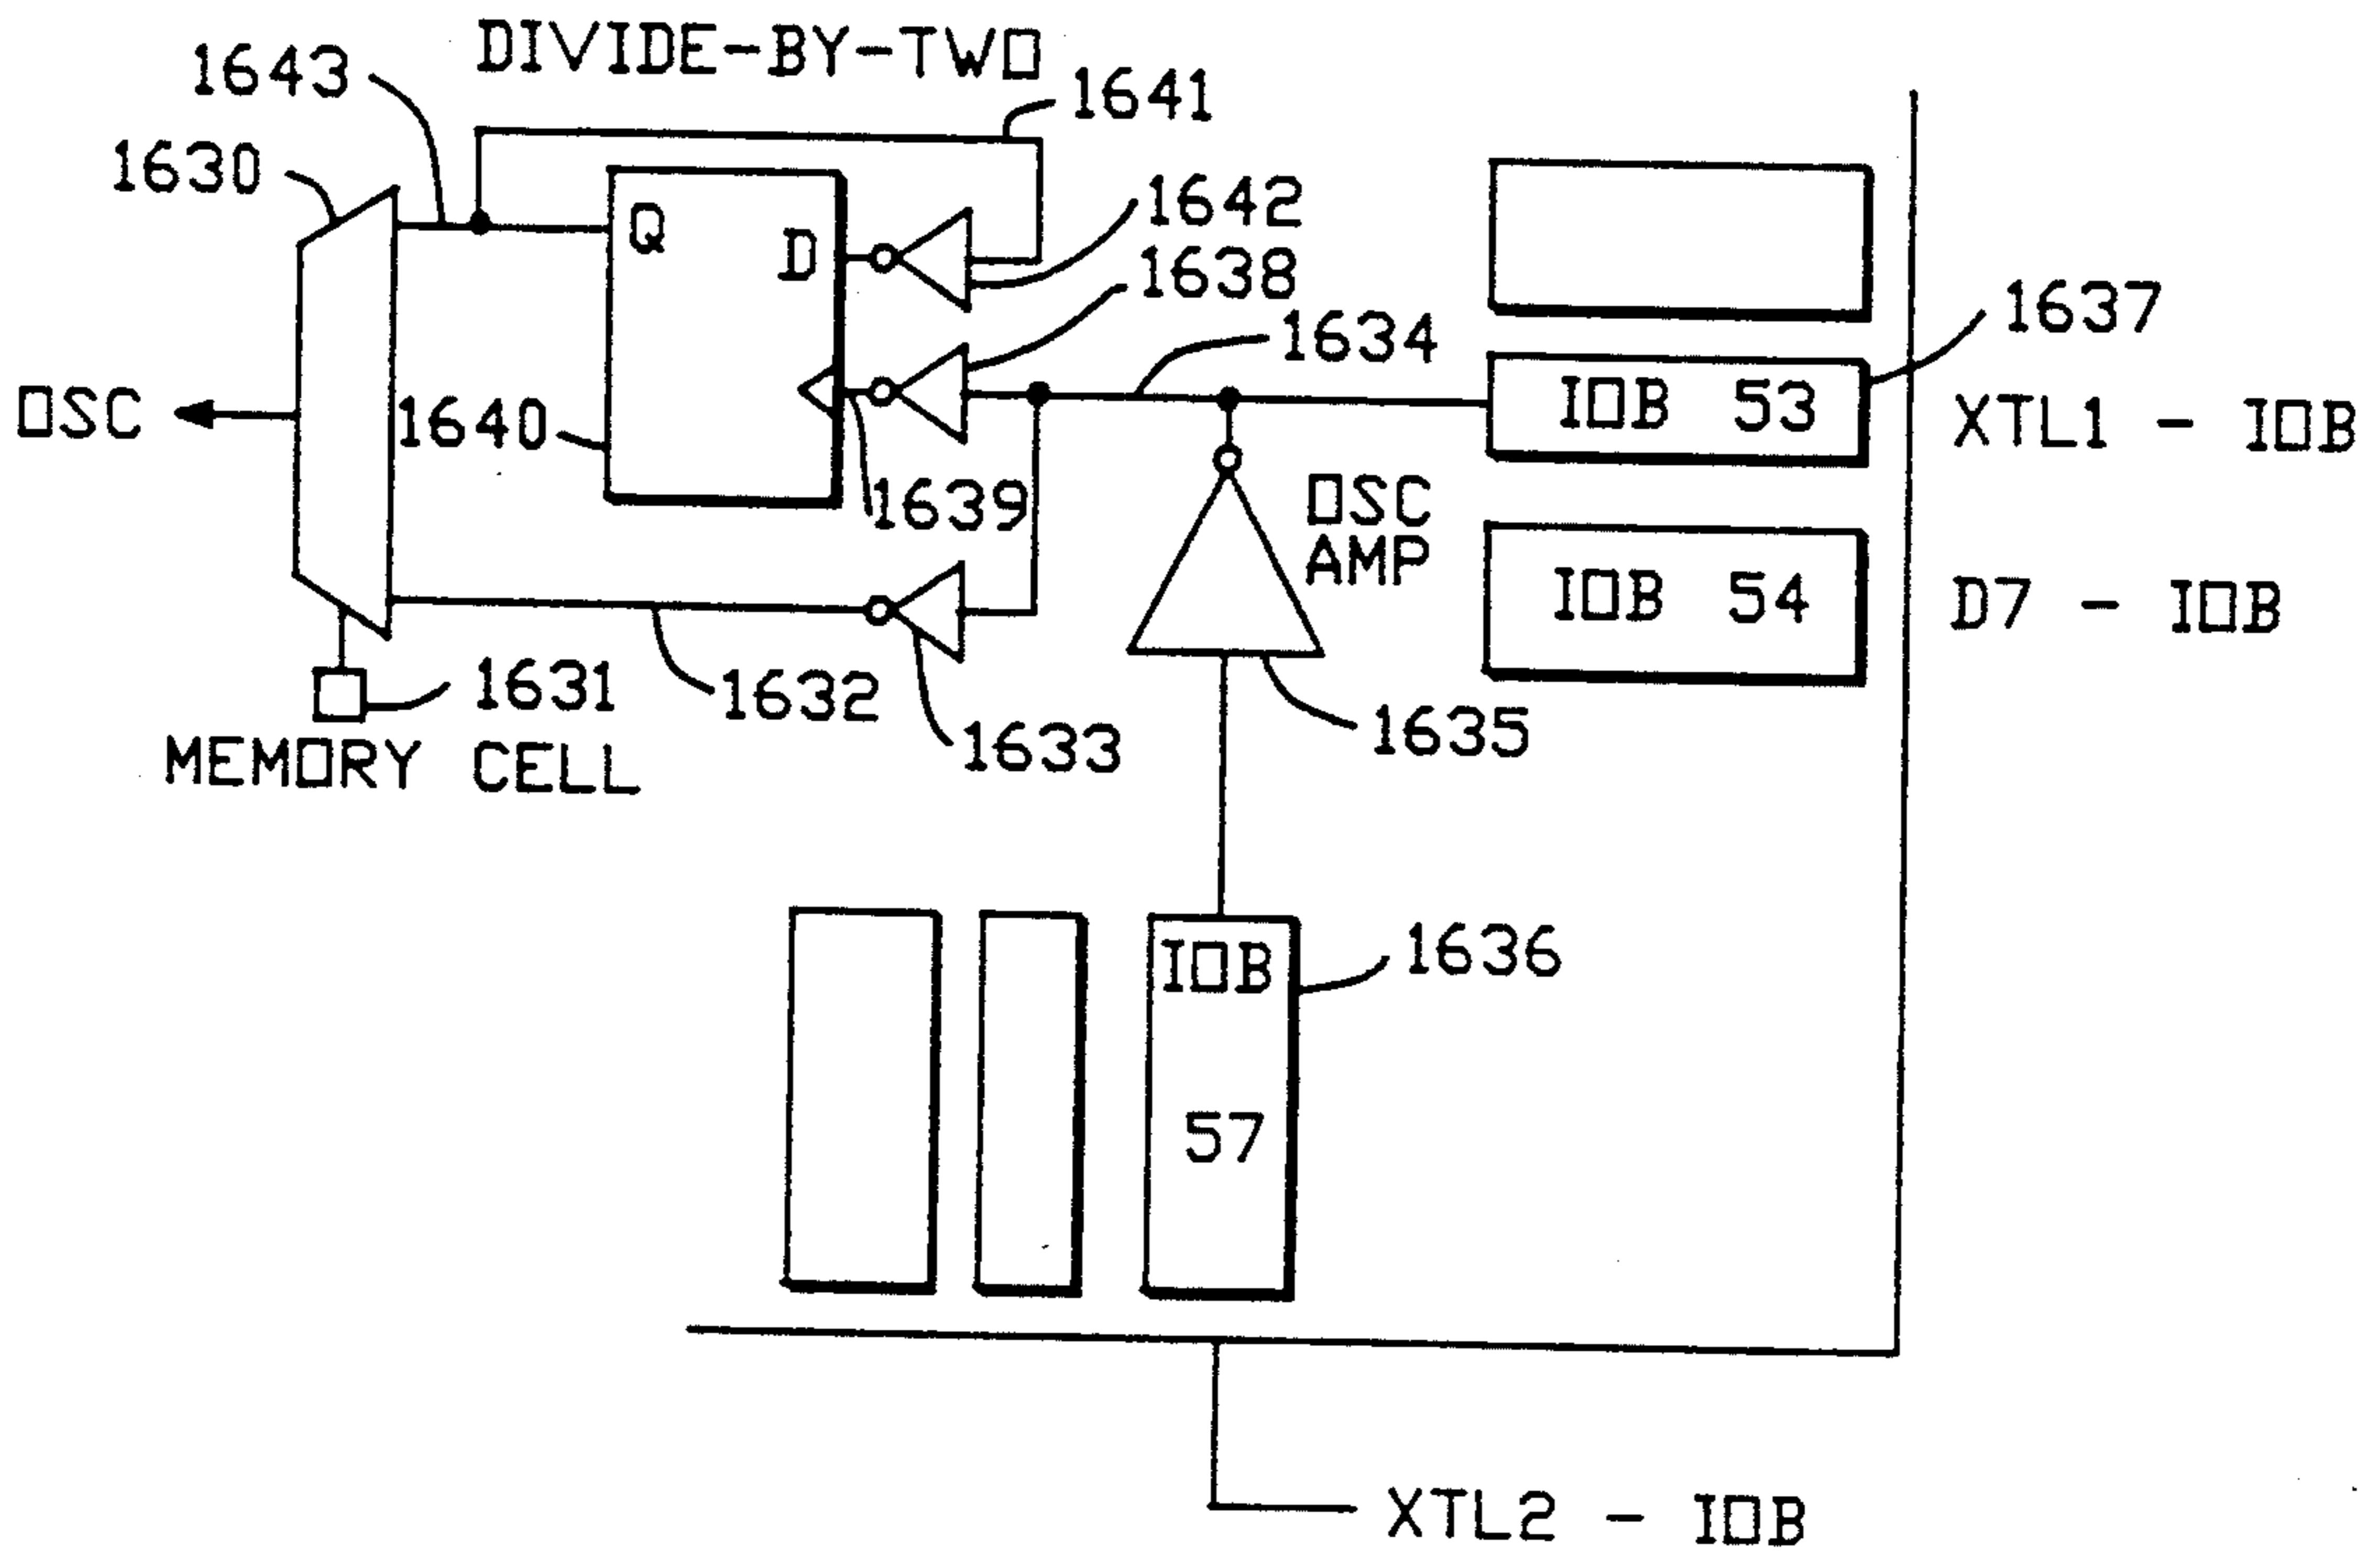 DIVIDE-BY-TWO
1643
1641
1630
1642
Q
D
1638
1637
1634
OSC
1640
IOB 53
XTL1 - IOB
1639
OSC
AMP
IOB 54
D7 - IOB
1631
1632
1633
1635
MEMORY CELL
IOB
1636
57
XTL2 - IOB